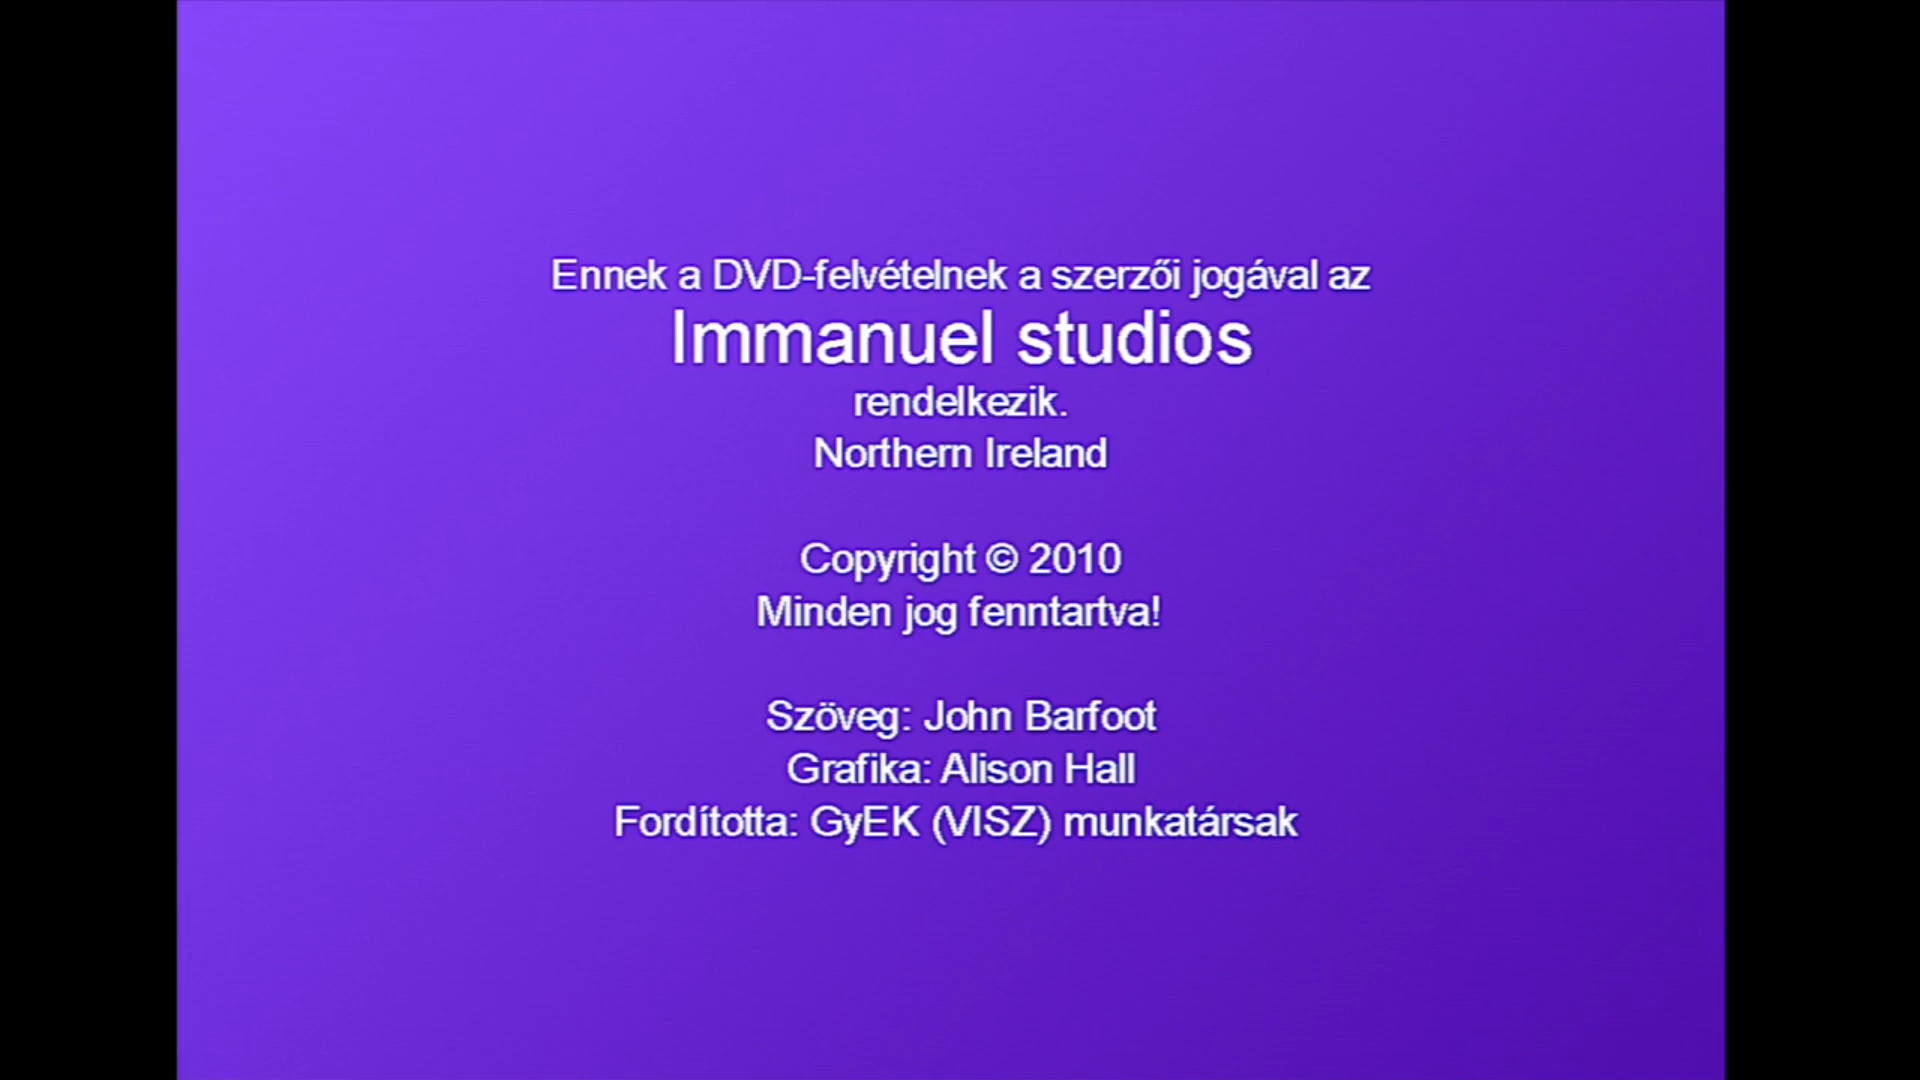 Ennek a DVD-felvételnek a szerzői jogával az
Immanuel studios
rendelkezik.
Northern Ireland
Copyright © 2010
Minden jog fenntartva!
Szöveg: John Barfoot
Grafika: Alison Hall
Fordította: GyEK (VISZ) munkatársak